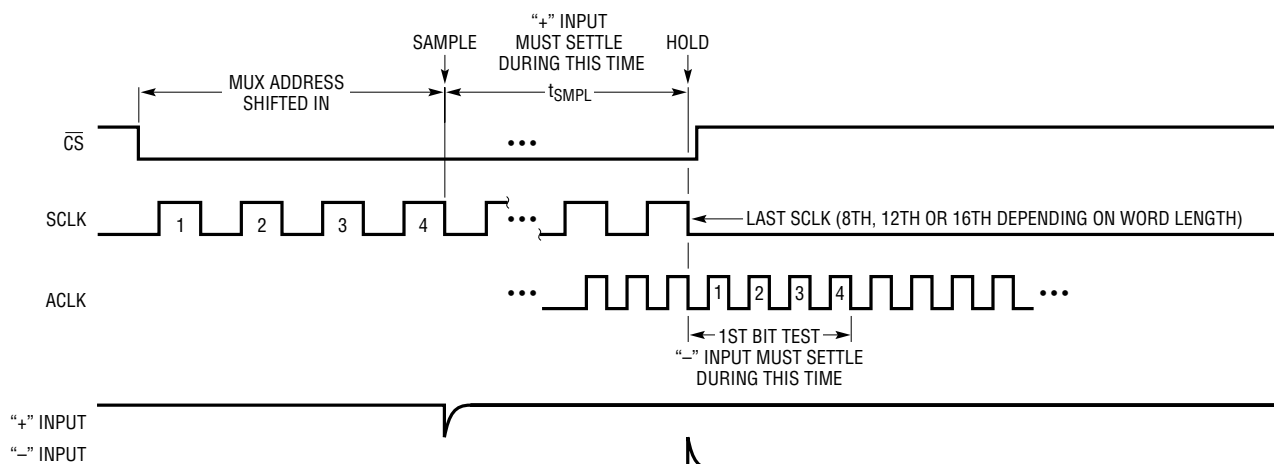 “+” INPUT
MUST SETTLE
DURING THIS TIME
SAMPLE
HOLD
MUX ADDRESS
SHIFTED IN
tSMPL
CS
•••
SCLK
1 2 3 4
•••
LAST SCLK (8TH, 12TH OR 16TH DEPENDING ON WORD LENGTH)
ACLK
•••
1 2 3 4
•••
1ST BIT TEST
“–” INPUT MUST SETTLE
DURING THIS TIME
“+” INPUT
“–” INPUT